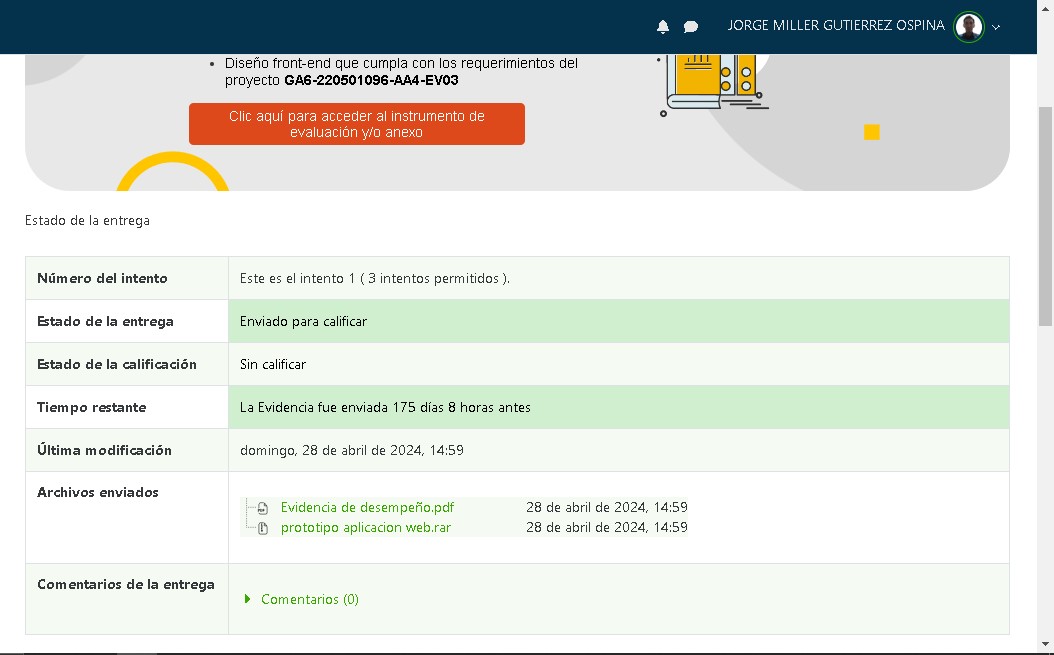 JORGE MILLER GUTIERREZ OSPINA
Diseño front-end que cumpla con los requerimientos del
proyecto GA6-220501096-AA4-EV03
Clic aquí para acceder al instrumento de
evaluación y/o anexo
Estado de la entrega
Número del intento
Este es el intento 1 ( 3 intentos permitidos ).
Estado de la entrega
Enviado para calificar
Estado de la calificación
Sin calificar
Tiempo restante
La Evidencia fue enviada 175 días 8 horas antes
Última modificación
domingo, 28 de abril de 2024, 14:59
Archivos enviados
Evidencia de desempeño.pdf 28 de abril de 2024, 14:59
prototipo aplicacion web.rar 28 de abril de 2024, 14:59
Comentarios de la entrega
Comentarios (0)